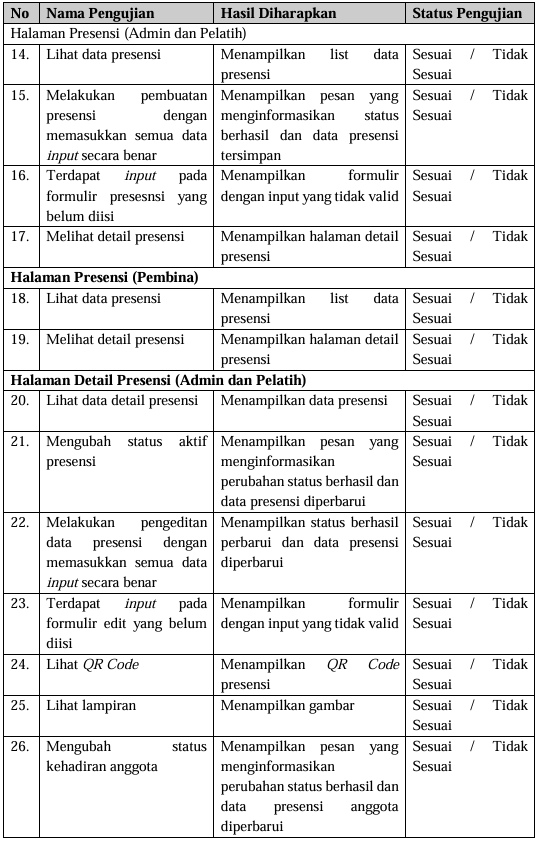 No Nama Pengujian Hasil Diharapkan Status Pengujian
Halaman Presensi (Admin dan Pelatih)
14. Lihat data presensi Menampilkan list data Sesuai / Tidak
presensi Sesuai
15. Melakukan pembuatan Menampilkan pesan yang Sesuai / Tidak
presensi dengan menginformasikan status Sesuai
memasukkan semua data berhasil dan data presensi
input secara benar tersimpan
16. Terdapat input pada Menampilkan formulir Sesuai / Tidak
formulir presesnsi yang dengan input yang tidak valid Sesuai
belum diisi
17. Melihat detail presensi Menampilkan halaman detail Sesuai / Tidak
presensi Sesuai
Halaman Presensi (Pembina)
18. Lihat data presensi Menampilkan list data Sesuai / Tidak
presensi Sesuai
19. Melihat detail presensi Menampilkan halaman detail Sesuai / Tidak
presensi Sesuai
Halaman Detail Presensi (Admin dan Pelatih)
20. Lihat data detail presensi Menampilkan data presensi Sesuai / Tidak
Sesuai
21. Mengubah status aktif Menampilkan pesan yang Sesuai / Tidak
presensi menginformasikan Sesuai
perubahan status berhasil dan
data presensi diperbarui
22. Melakukan pengeditan Menampilkan status berhasil Sesuai / Tidak
data presensi dengan perbarui dan data presensi Sesuai
memasukkan semua data diperbarui
input secara benar
23. Terdapat input pada Menampilkan formulir Sesuai / Tidak
formulir edit yang belum dengan input yang tidak valid Sesuai
diisi
24. Lihat QR Code Menampilkan QR Code Sesuai / Tidak
presensi Sesuai
25. Lihat lampiran Menampilkan gambar Sesuai / Tidak
Sesuai
26. Mengubah status Menampilkan pesan yang Sesuai / Tidak
kehadiran anggota menginformasikan Sesuai
perubahan status berhasil dan
data presensi anggota
diperbarui